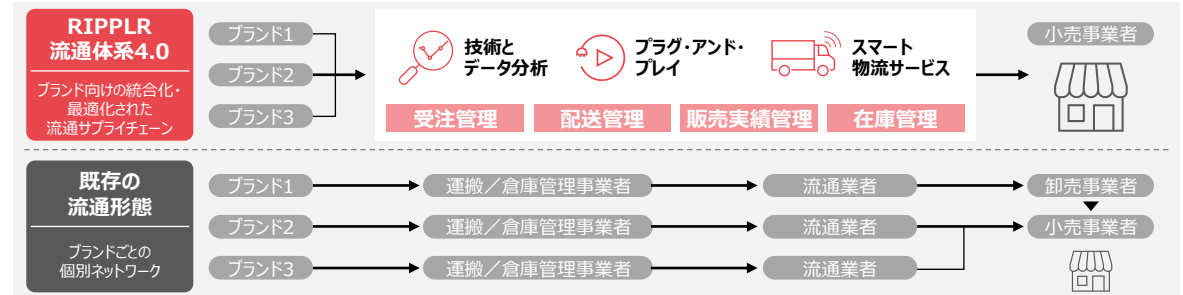 RIPPLR
流通体系4.0
ブランド向けの統合化・
最適化された
流通サプライチェーン
ブランド1
ブランド2
ブランド3
技術と
データ分析
プラグ・アンド・
プレイ
スマート
物流サービス
受注管理
配送管理
販売実績管理
在庫管理
小売事業者
既存の
流通形態
ブランドごとの
個別ネットワーク
ブランド1
運搬／倉庫管理事業者
流通業者
卸売事業者
ブランド2
運搬／倉庫管理事業者
流通業者
小売事業者
ブランド3
運搬／倉庫管理事業者
流通業者